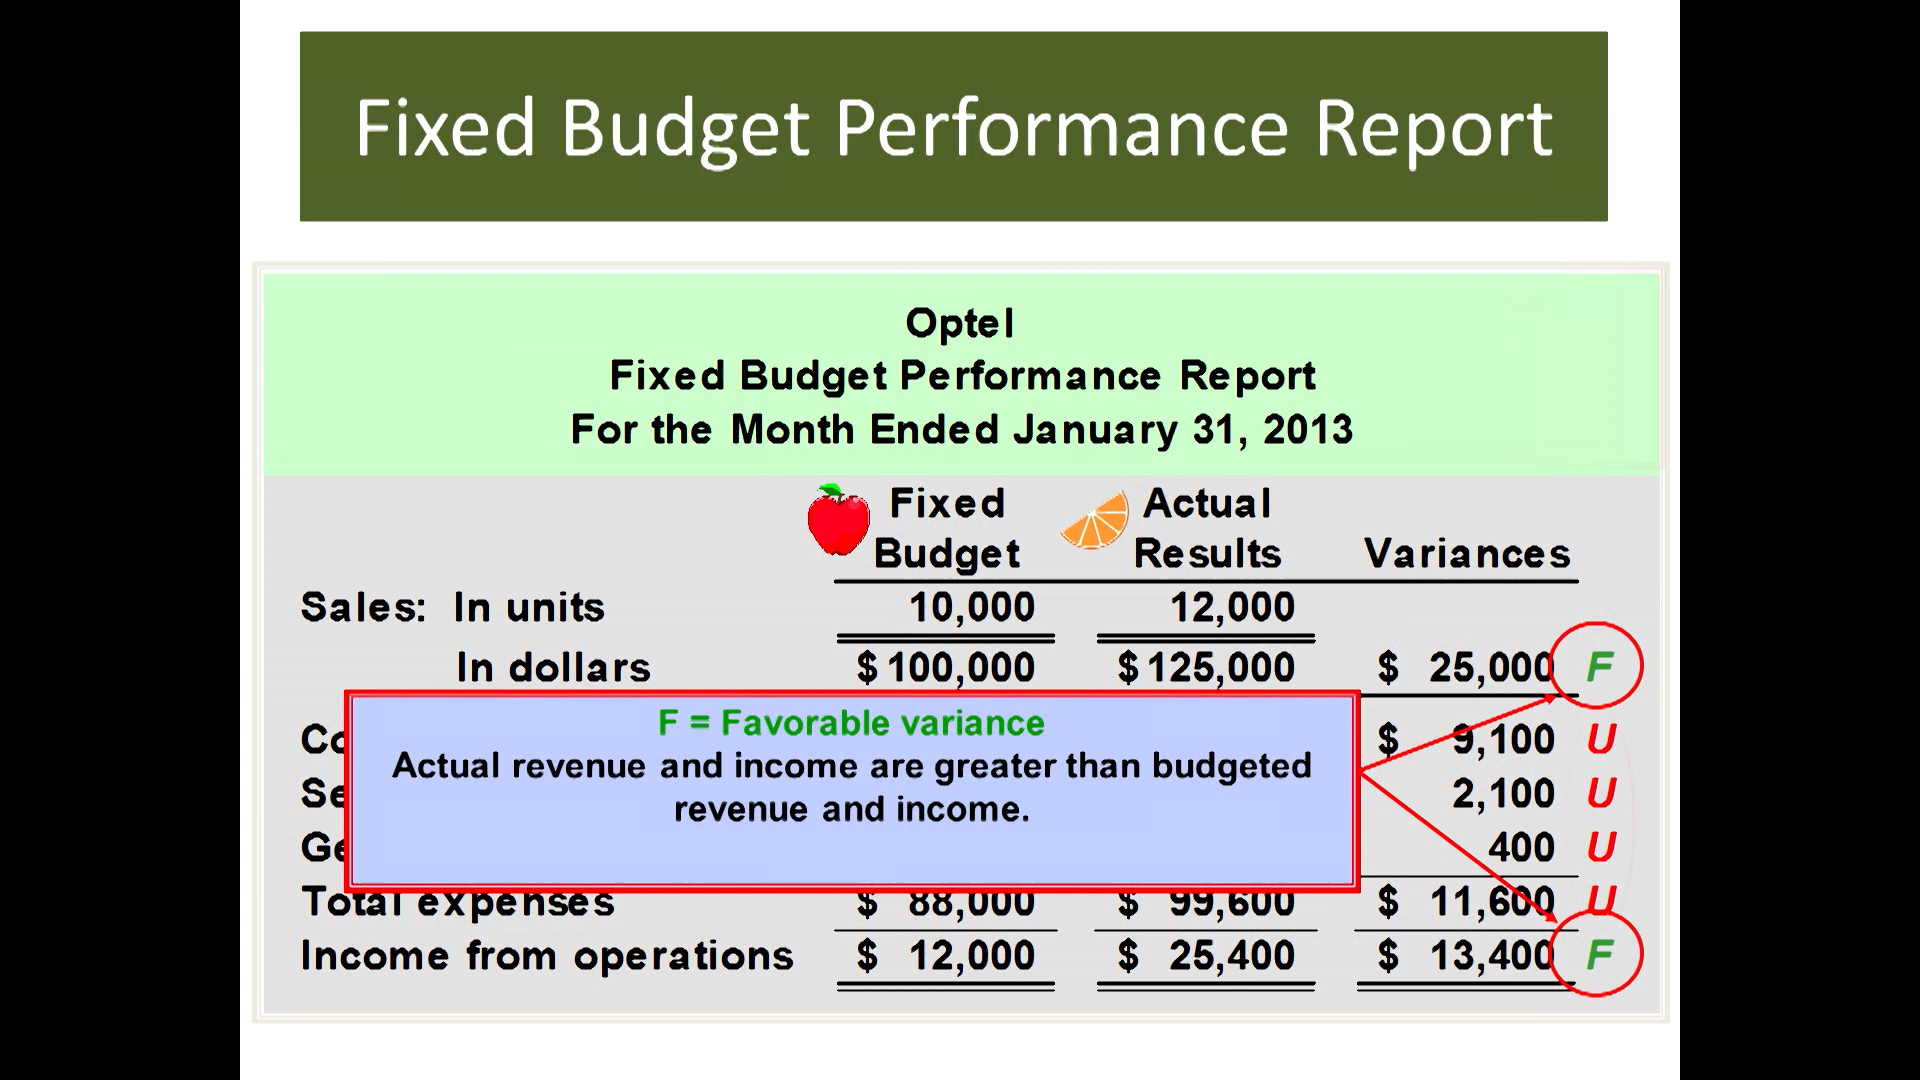 Fixed Budget Performance Report
Optel
Fixed Budget Performance Report
For the Month Ended January 31, 2013
Fixed Actual
Budget Results Variances
Sales: In units 10,000 12,000
In dollars $ 100,000 $ 125,000 $ 25,000 F
F = Favorable variance
Actual revenue and income are greater than budgeted
revenue and income.
$ 9,100 U
2,100 U
400 U
Total expenses $ 88,000 $ 99,600 $ 11,600 U
Income from operations $ 12,000 $ 25,400 $ 13,400 F